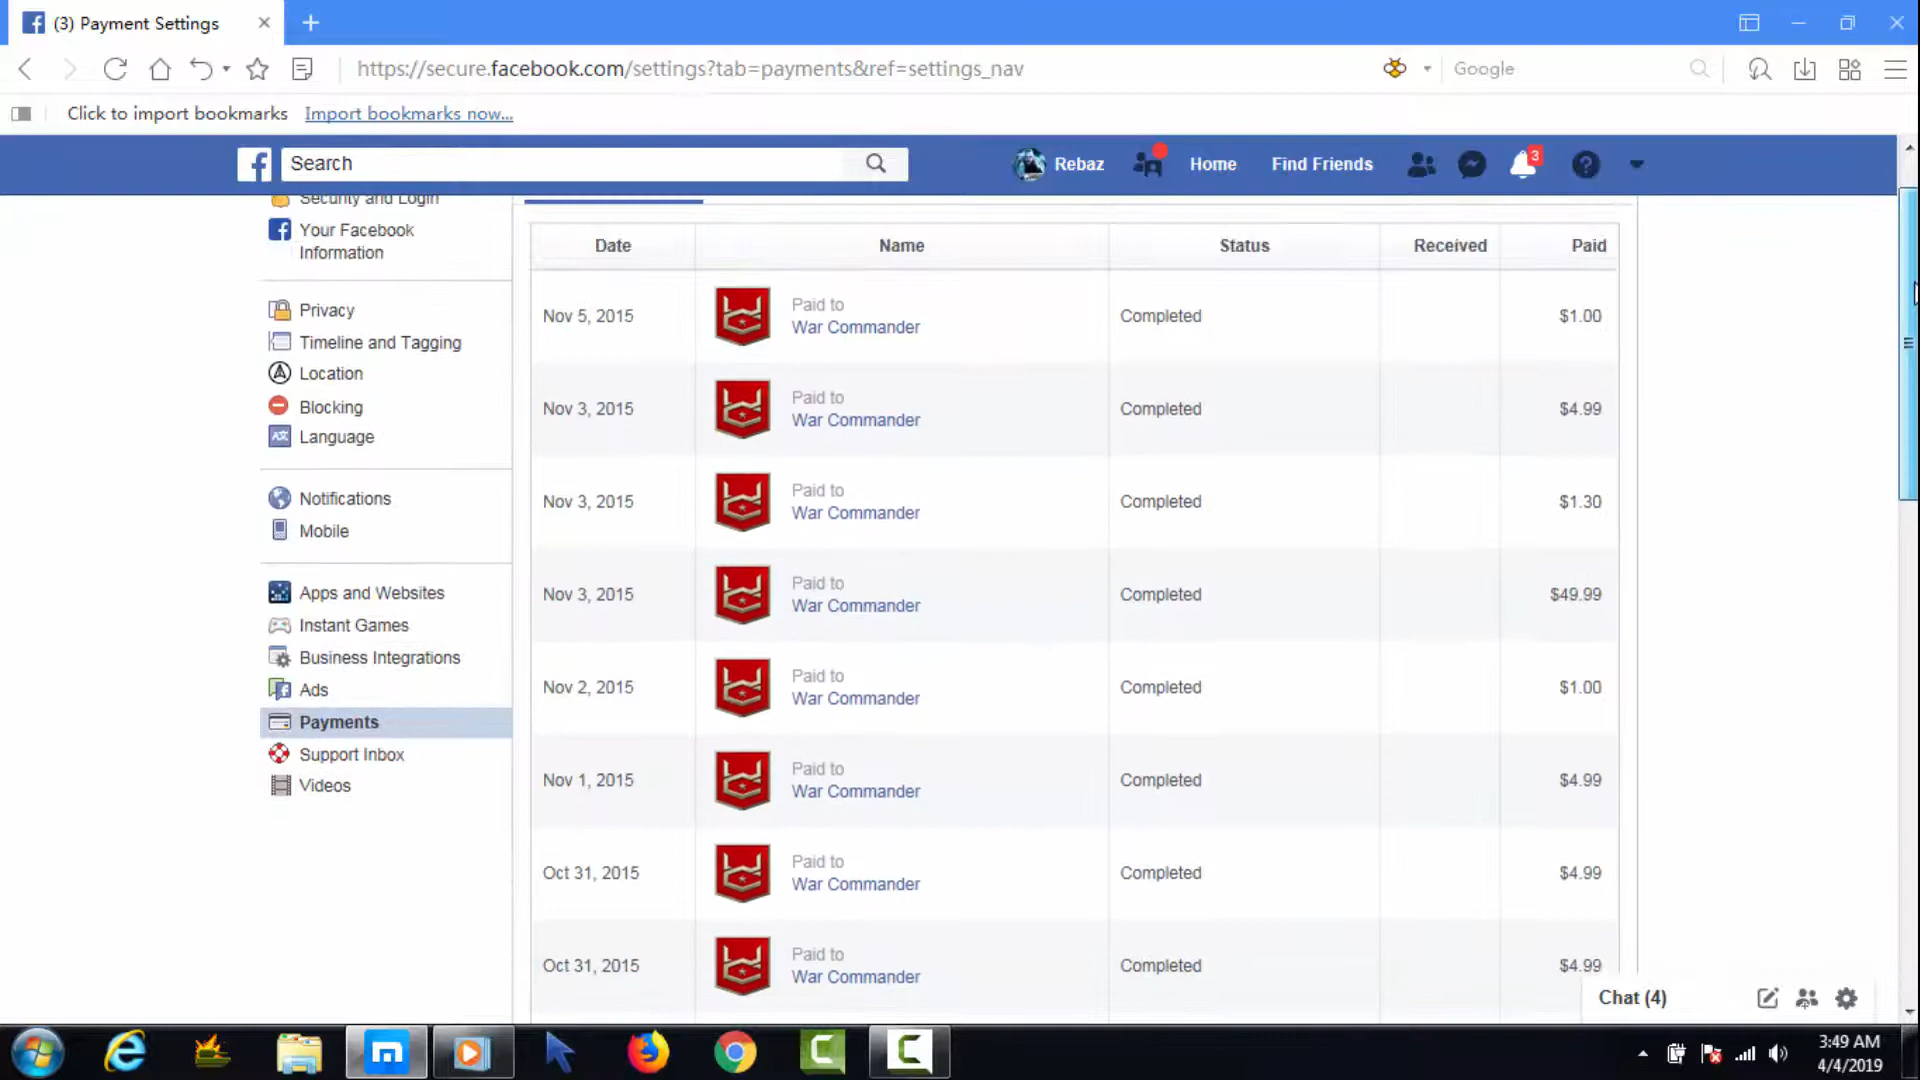 (3) Payment Settings
https://secure.facebook.com/settings?tab=payments&ref=settings_nav
Google
Click to import bookmarks
Import bookmarks now...
Search
Rebaz
Home
Find Friends
3
Security and Login
Your Facebook
Information
Privacy
Timeline and Tagging
Location
Blocking
Language
Notifications
Mobile
Apps and Websites
Instant Games
Business Integrations
Ads
Payments
Support Inbox
Videos
Date Name Status Received Paid
Nov 5, 2015 Paid to War Commander Completed $1.00
Nov 3, 2015 Paid to War Commander Completed $4.99
Nov 3, 2015 Paid to War Commander Completed $1.30
Nov 3, 2015 Paid to War Commander Completed $49.99
Nov 2, 2015 Paid to War Commander Completed $1.00
Nov 1, 2015 Paid to War Commander Completed $4.99
Oct 31, 2015 Paid to War Commander Completed $4.99
Oct 31, 2015 Paid to War Commander Completed $4.99
Chat (4)
3:49 AM
4/4/2019